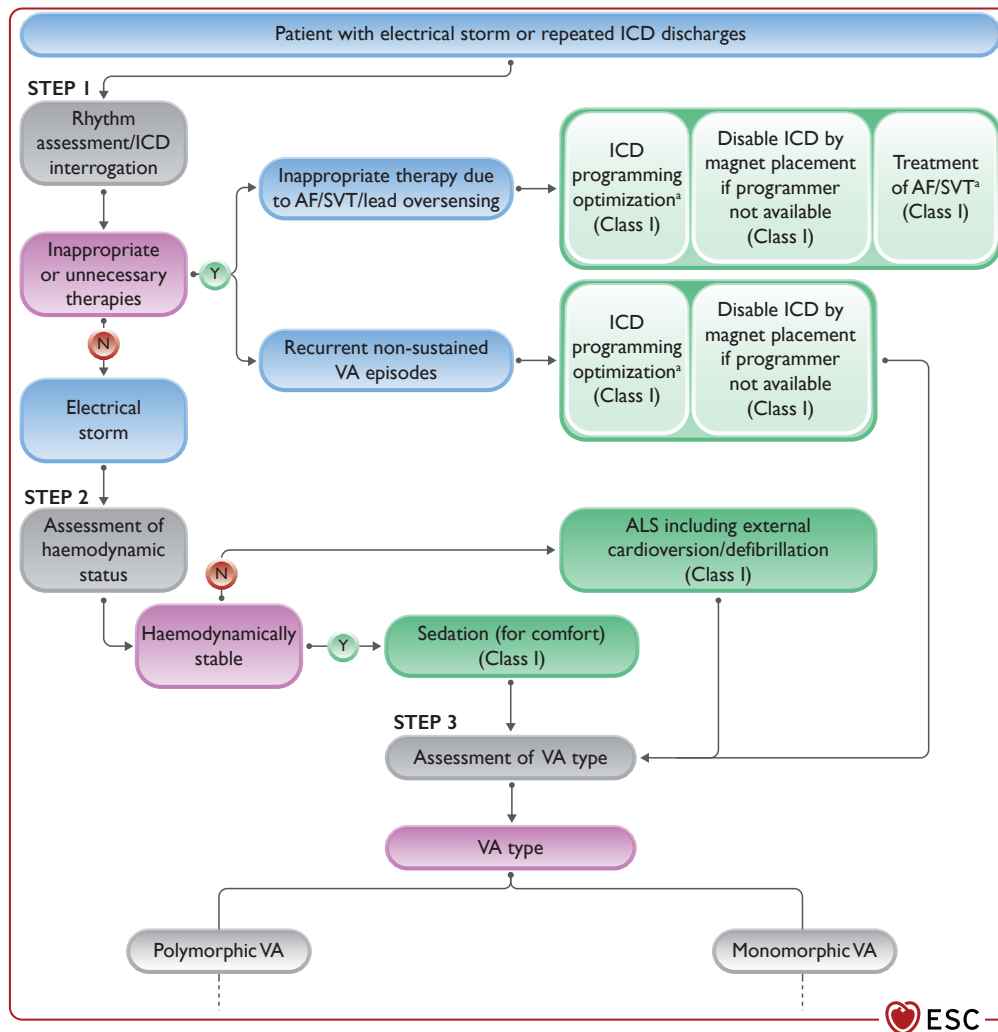 Patient with electrical storm or repeated ICD discharges
STEP 1
Rhythm
assessment/ICD
interrogation
Inappropriate
or unnecessary
therapies
Y
Inappropriate therapy due
to AF/SVT/lead oversensing
ICD
programming
optimizationᵃ
(Class I)
Disable ICD by
magnet placement
if programmer
not available
(Class I)
Treatment
of AF/SVTᵃ
(Class I)
Recurrent non-sustained
VA episodes
ICD
programming
optimizationᵃ
(Class I)
Disable ICD by
magnet placement
if programmer
not available
(Class I)
N
Electrical
storm
STEP 2
Assessment of
haemodynamic
status
Haemodynamically
stable
N
ALS including external
cardioversion/defibrillation
(Class I)
Y
Sedation (for comfort)
(Class I)
STEP 3
Assessment of VA type
VA type
Polymorphic VA
Monomorphic VA
ESC